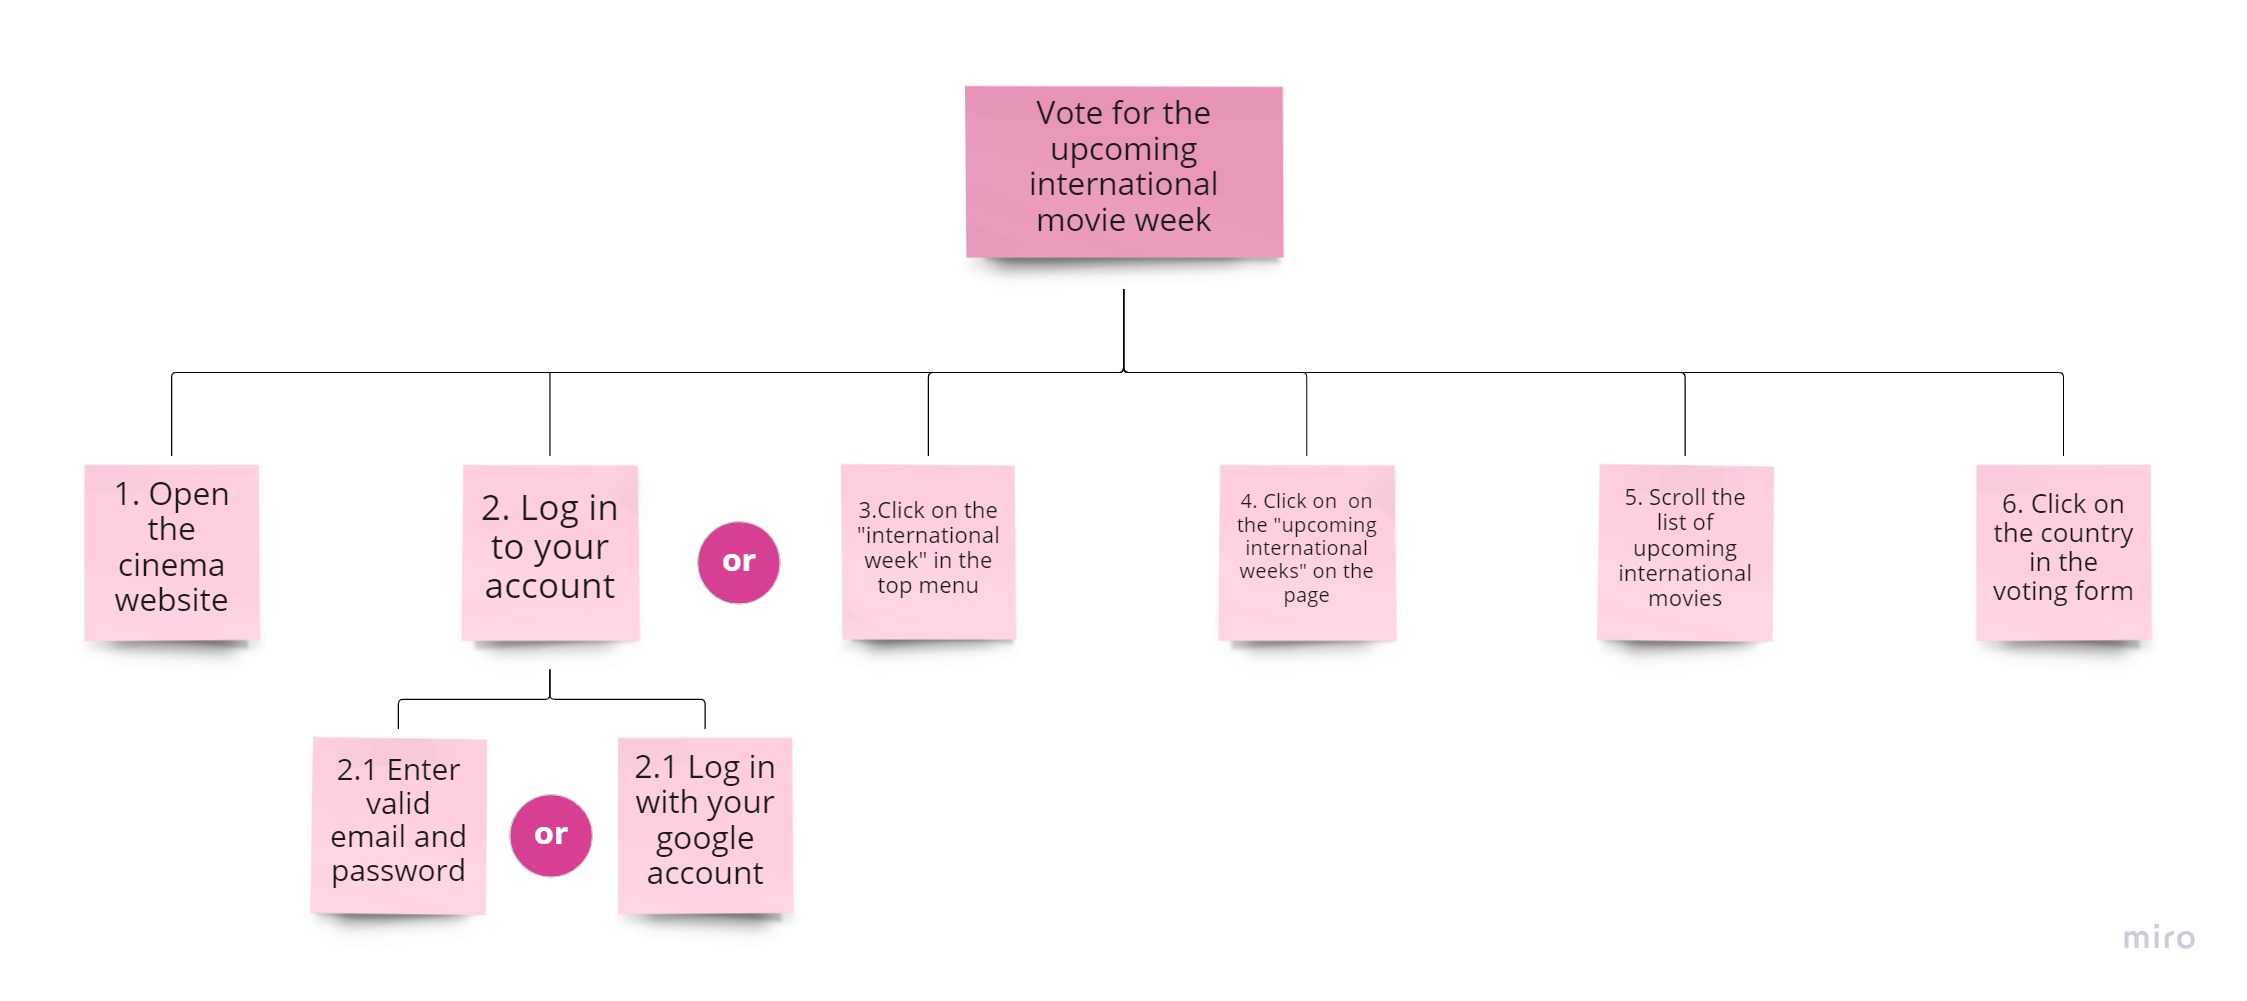 Vote for the
upcoming
international
movie week
1. Open
the
cinema
website
2. Log in
to your
account
or
3.Click on the
"international
week" in the
top menu
4. Click on  on
the "upcoming
international
weeks" on the
page
5. Scroll the
list of
upcoming
international
movies
6. Click on
the country
in the
voting form
2.1 Enter
valid
email and
password
or
2.1 Log in
with your
google
account
miro